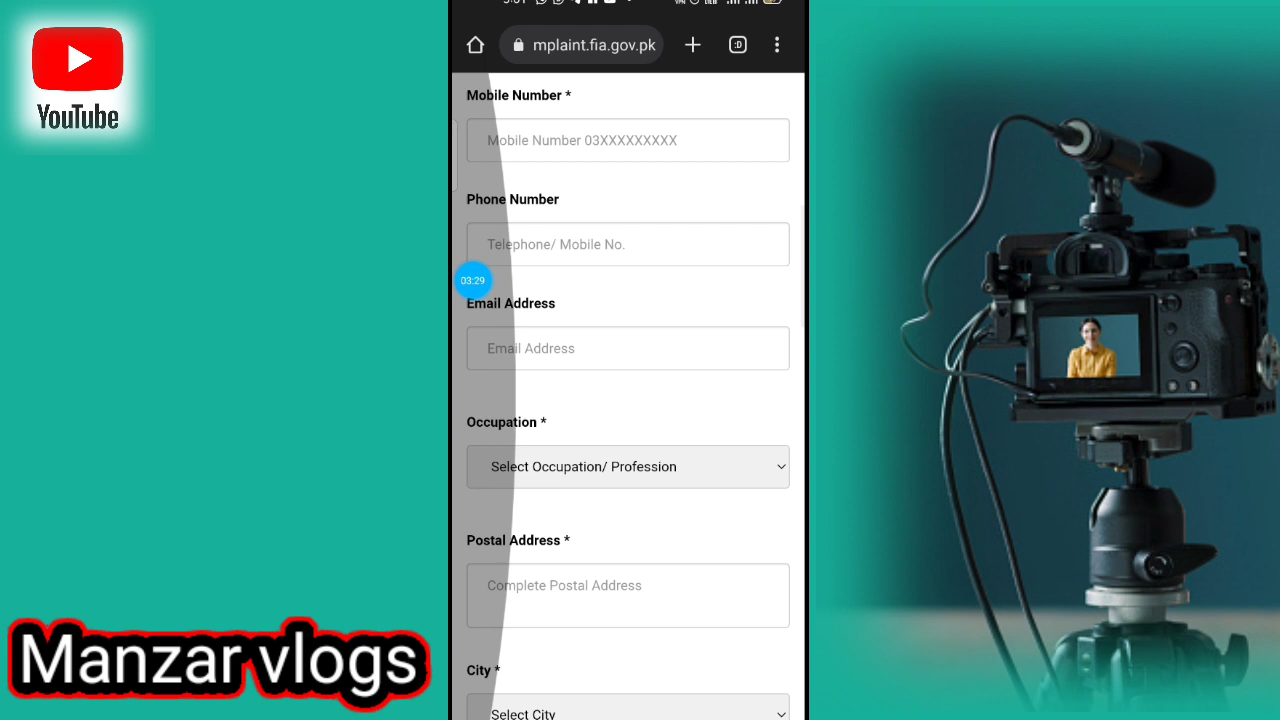 YouTube
mplaint.fia.gov.pk
:D
Mobile Number *
Mobile Number 03XXXXXXXXX
Phone Number
Telephone/ Mobile No.
03:29
Email Address
Email Address
Occupation *
Select Occupation/ Profession
Postal Address *
Complete Postal Address
City *
Select City
Manzar vlogs